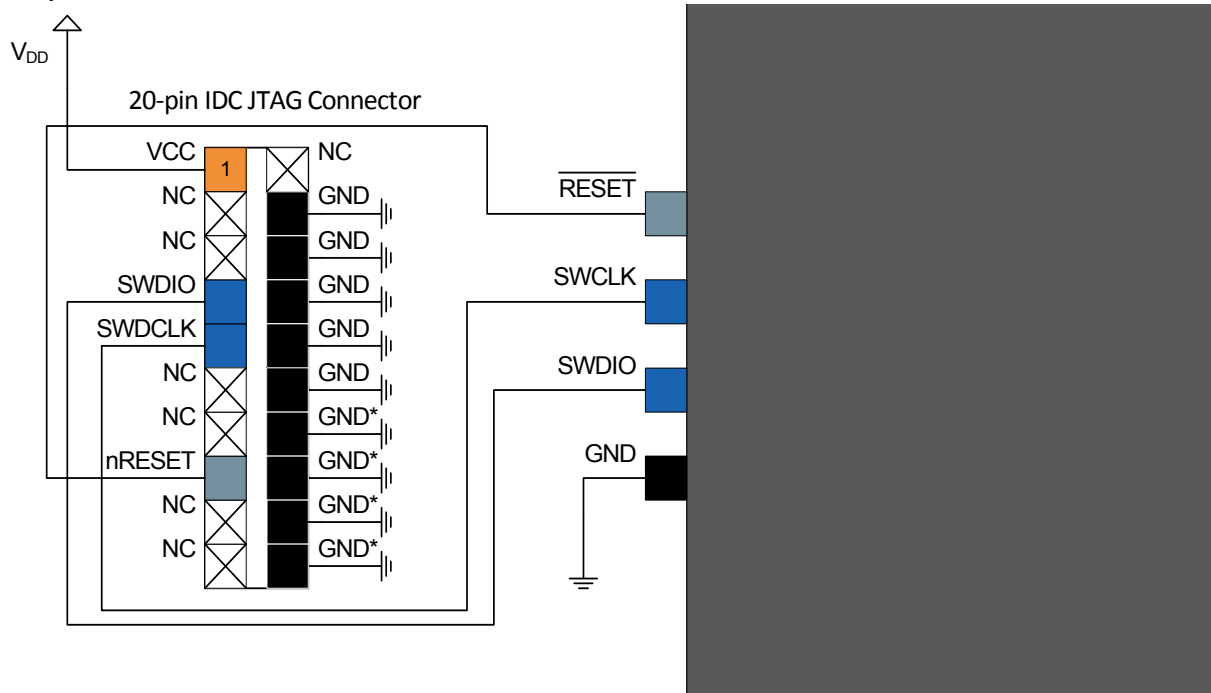 V_DD
20-pin IDC JTAG Connector
VCC
1
NC
NC
GND
RESET
NC
GND
SWDIO
GND
SWCLK
SWDCLK
GND
NC
GND
SWDIO
NC
GND*
nRESET
GND*
GND
NC
GND*
NC
GND*